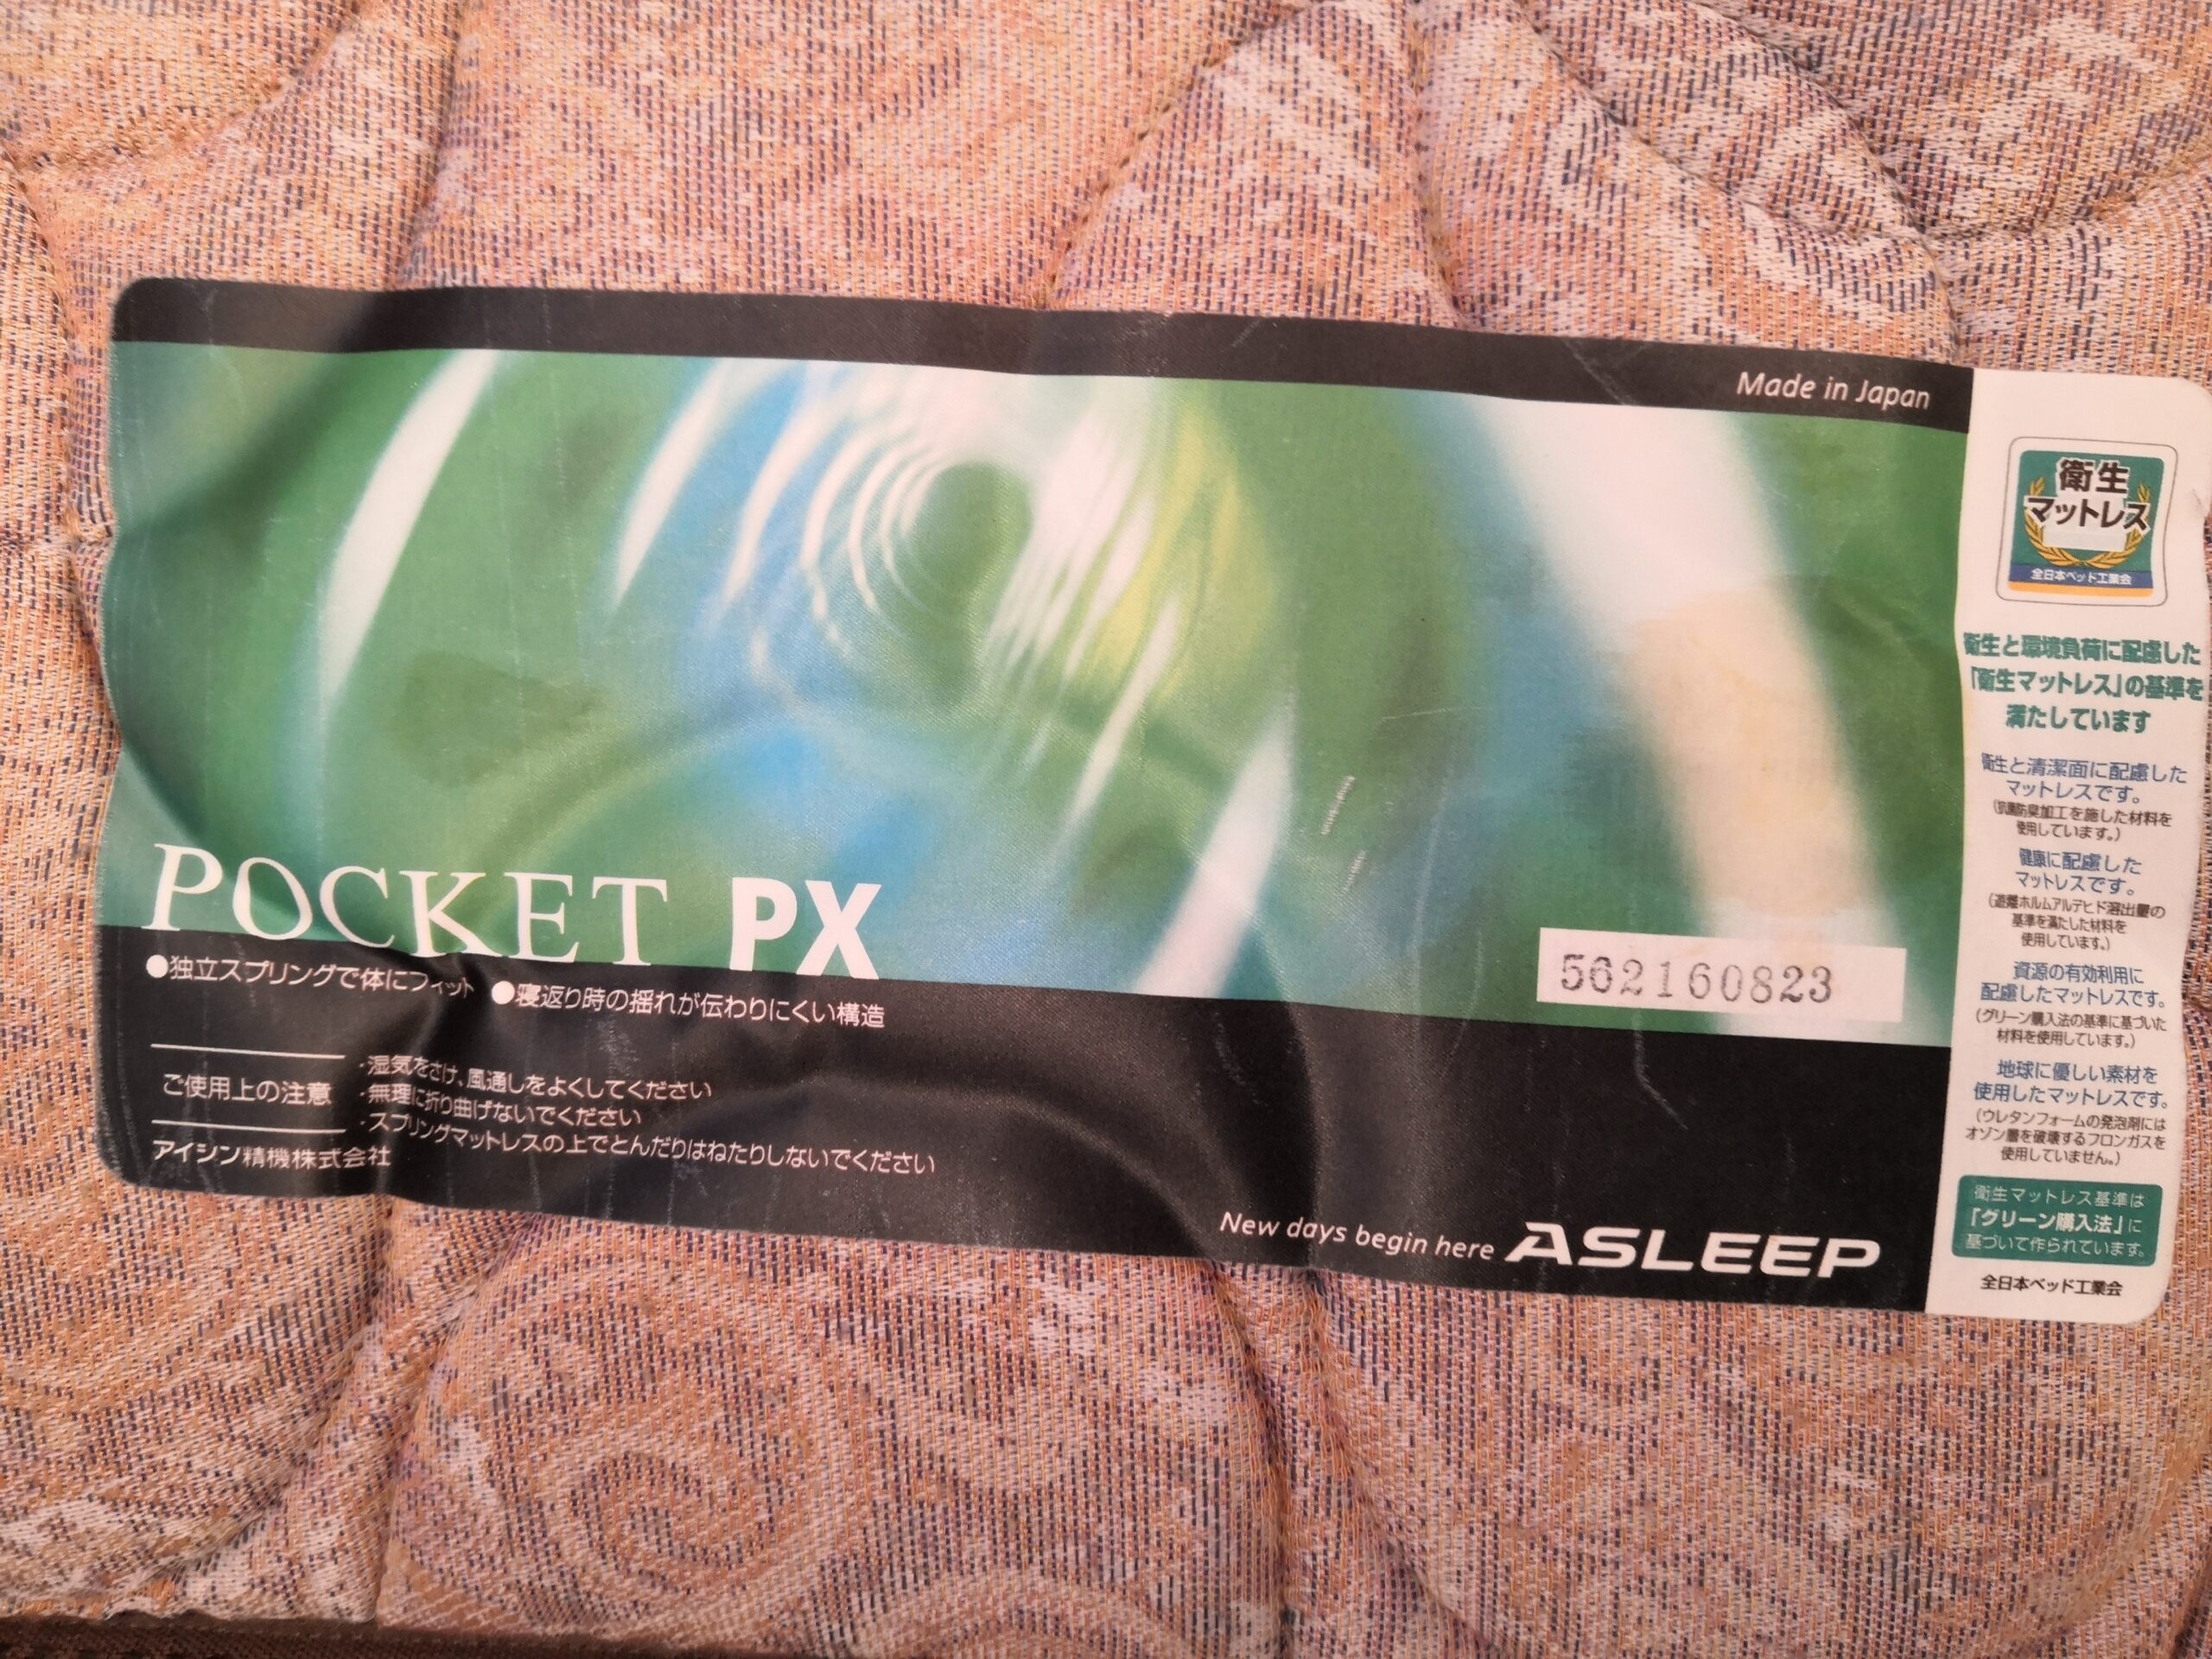 Made in Japan
POCKET PX
●独立スプリングで体にフィット ●寝返り時の揺れが伝わりにくい構造
562160823
ご使用上の注意
・湿気をさけ、風通しをよくしてください
・無理に折り曲げないでください
・スプリングマットレスの上でとんだりはねたりしないでください
アイシン精機株式会社
New days begin here ASLEEP
衛生
マットレス
全日本ベッド工業会
衛生と環境負荷に配慮した
「衛生マットレス」の基準を
満たしています
衛生と清潔面に配慮した
マットレスです。
(抗菌防臭加工を施した材料を
使用しています。)
健康に配慮した
マットレスです。
(遊離ホルムアルデヒド溶出量の
基準を満たした材料を
使用しています。)
資源の有効利用に
配慮したマットレスです。
(グリーン購入法の基準に基づいた
材料を使用しています。)
地球に優しい素材を
使用したマットレスです。
(ウレタンフォームの発泡剤には
オゾン層を破壊するフロンガスを
使用していません。)
衛生マットレス基準は
「グリーン購入法」に
基づいて作られています。
全日本ベッド工業会